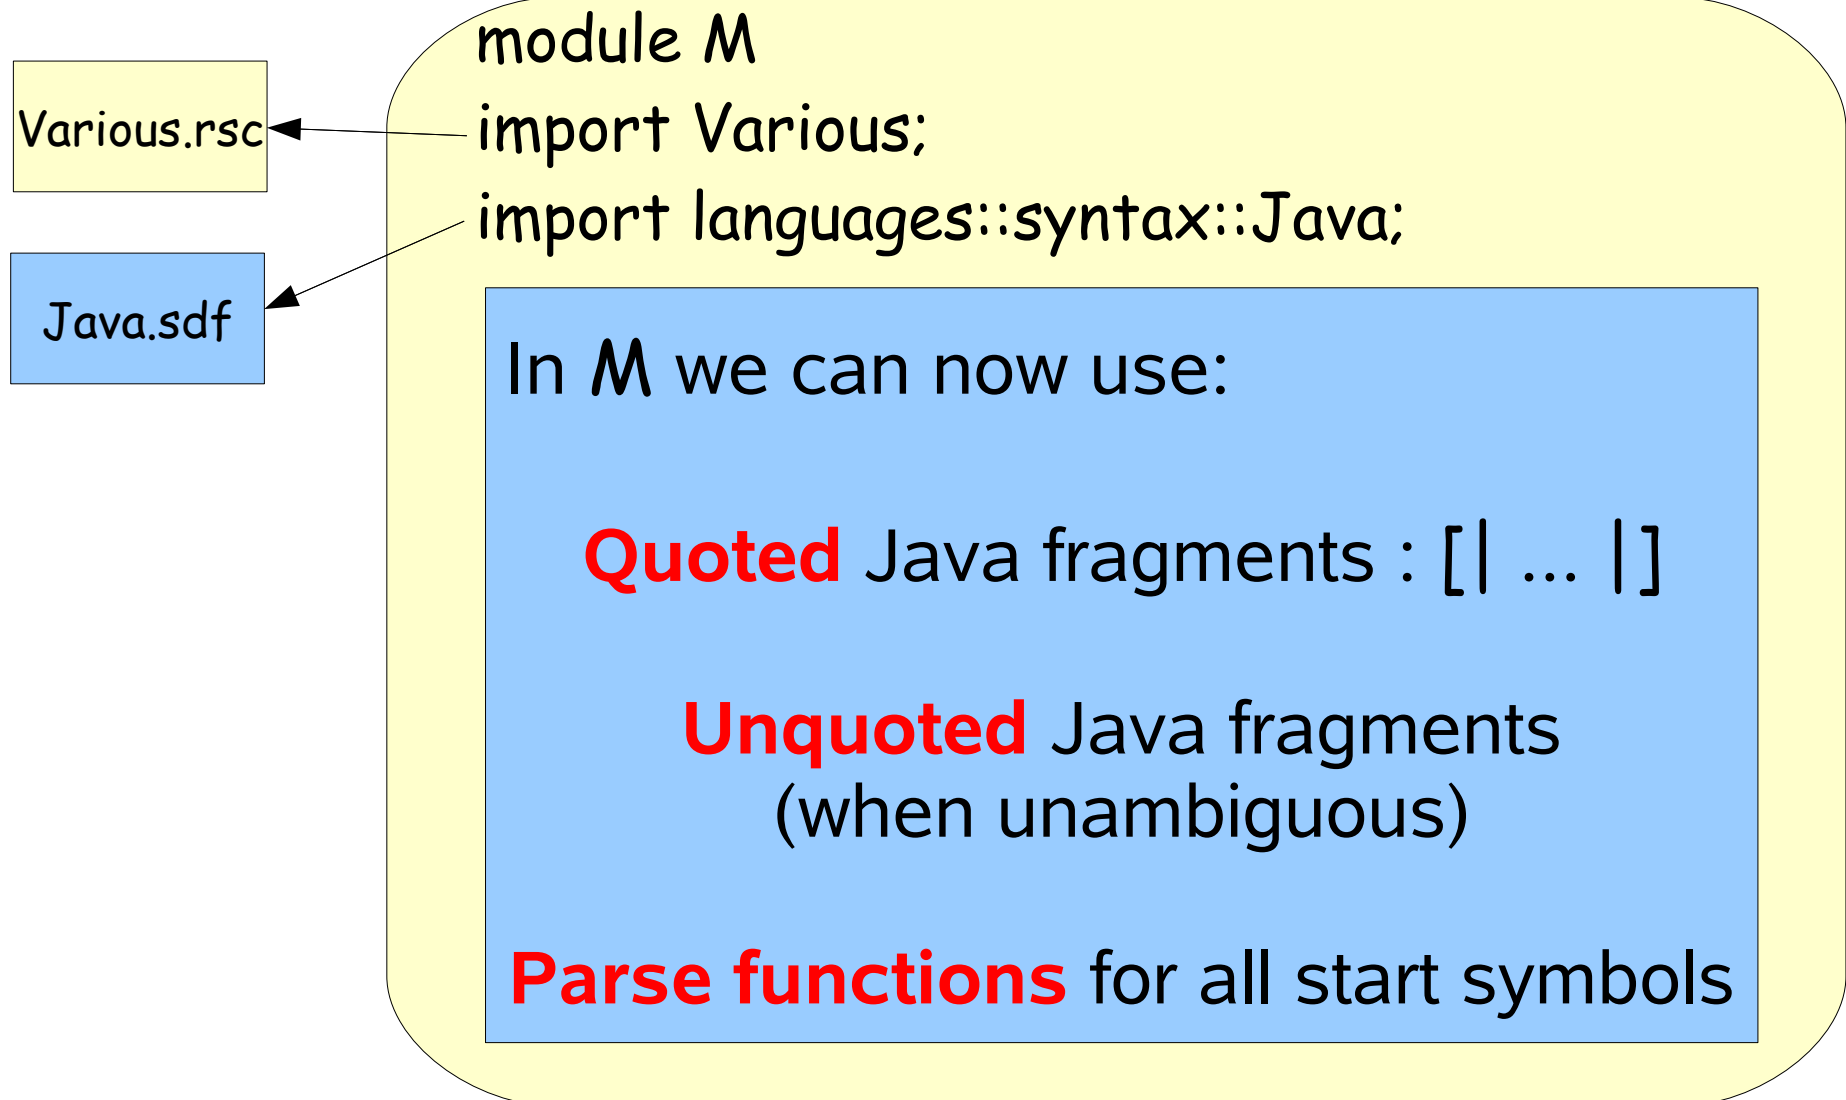 module M
import Various;
import languages::syntax::Java;
Various.rsc
Java.sdf
In M we can now use:
Quoted Java fragments : [| ... |]
Unquoted Java fragments
(when unambiguous)
Parse functions for all start symbols